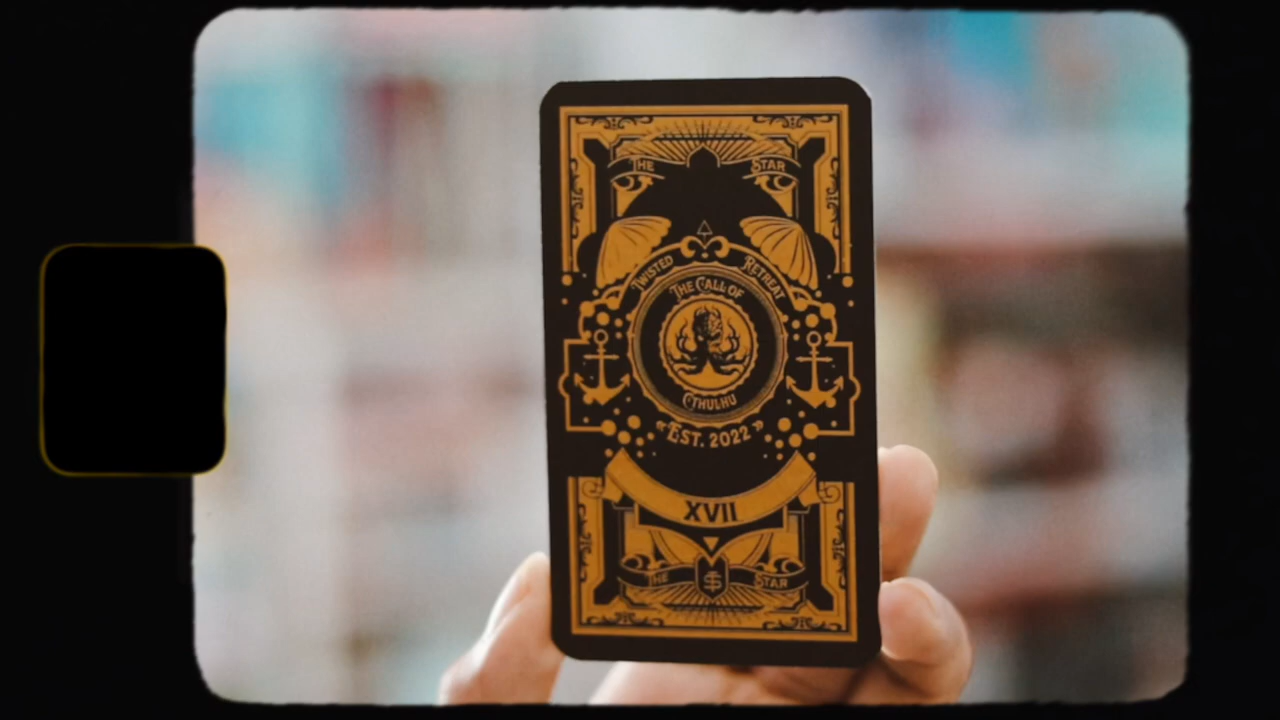 THE STAR
TWISTED RETREAT
THE CALL OF
CTHULHU
«EST. 2022»
XVII
THE STAR